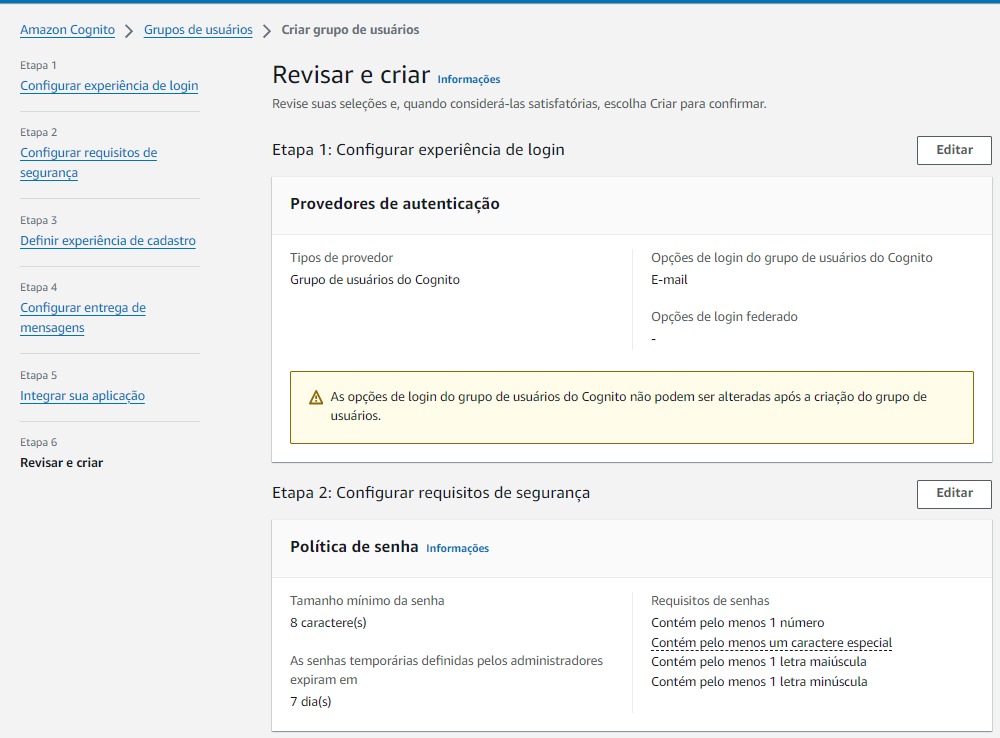 Amazon Cognito > Grupos de usuários > Criar grupo de usuários
Etapa 1
Configurar experiência de login
Etapa 2
Configurar requisitos de
segurança
Etapa 3
Definir experiência de cadastro
Etapa 4
Configurar entrega de
mensagens
Etapa 5
Integrar sua aplicação
Etapa 6
Revisar e criar
Revisar e criar Informações
Revise suas seleções e, quando considerá-las satisfatórias, escolha Criar para confirmar.
Etapa 1: Configurar experiência de login
Editar
Provedores de autenticação
Tipos de provedor
Grupo de usuários do Cognito
Opções de login do grupo de usuários do Cognito
E-mail
Opções de login federado
-
As opções de login do grupo de usuários do Cognito não podem ser alteradas após a criação do grupo de
usuários.
Etapa 2: Configurar requisitos de segurança
Editar
Política de senha Informações
Tamanho mínimo da senha
8 caractere(s)
As senhas temporárias definidas pelos administradores
expiram em
7 dia(s)
Requisitos de senhas
Contém pelo menos 1 número
Contém pelo menos um caractere especial
Contém pelo menos 1 letra maiúscula
Contém pelo menos 1 letra minúscula